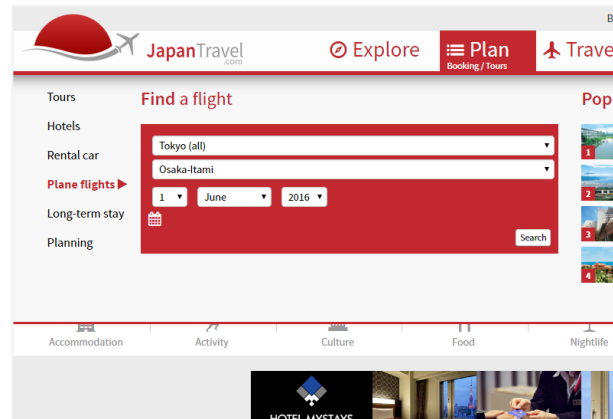 B
JapanTravel
.com
Explore
Plan
Booking / Tours
Trave
Tours
Hotels
Rental car
Plane flights
Long-term stay
Planning
Find a flight
Tokyo (all)
Osaka-Itami
1 June 2016
Search
Pop
1
2
3
4
Accommodation Activity Culture Food Nightlife
HOTEL MYSTAYS